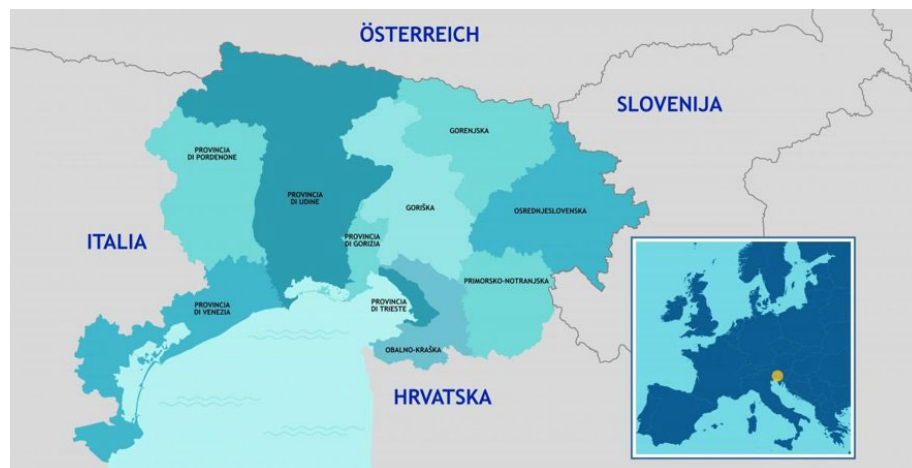 ÖSTERREICH
SLOVENIJA
GORENJSKA
PROVINCIA
DI PORDENONE
PROVINCIA
DI UDINE
GORIŠKA
OSREDNJESLOVENSKA
ITALIA
PROVINCIA
DI GORIZIA
PRIMORSKO-NOTRANJSKA
PROVINCIA
DI VENEZIA
PROVINCIA
DI TRIESTE
OBALNO-KRAŠKA
HRVATSKA